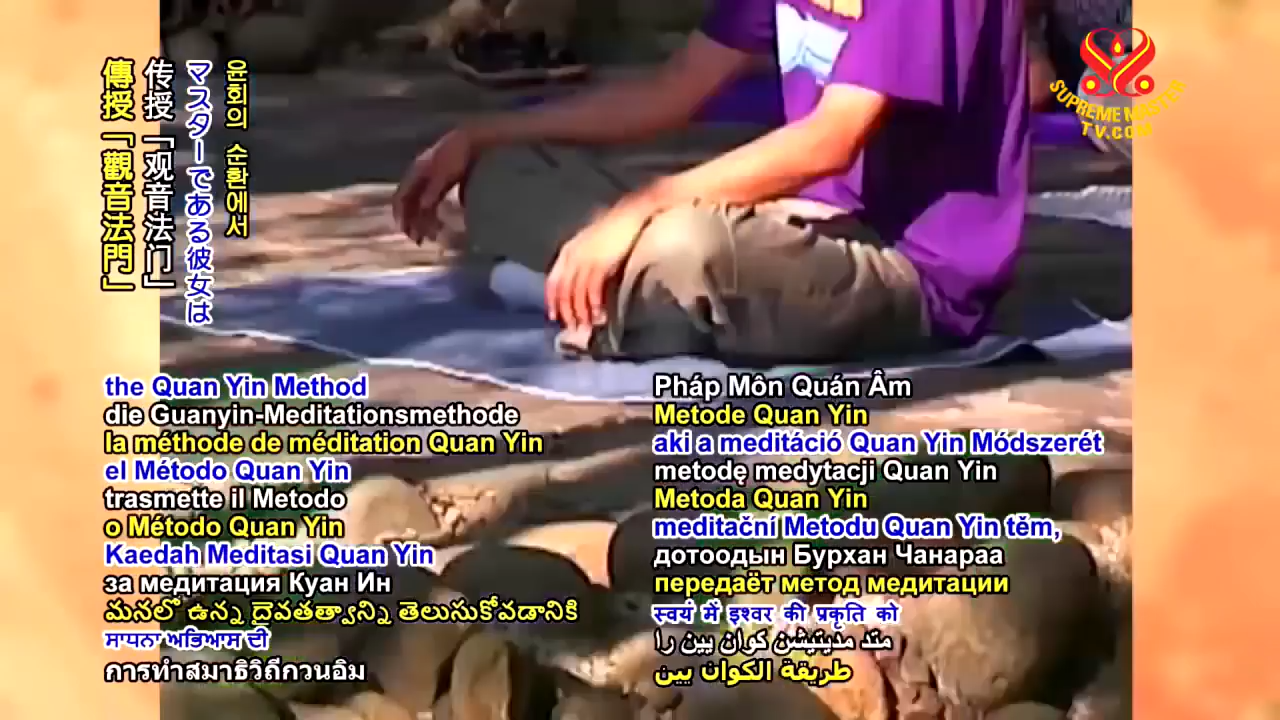 傳授「觀音法門」
传授「观音法门」
マスターである彼女は
윤회의 순환에서
SUPREME MASTER
TV.COM
the Quan Yin Method
die Guanyin-Meditationsmethode
la méthode de méditation Quan Yin
el Método Quan Yin
trasmette il Metodo
o Método Quan Yin
Kaedah Meditasi Quan Yin
за медитация Куан Ин
మనలో ఉన్న దైవతత్వాన్ని తెలుసుకోవడానికి
ਸਾਧਨਾ ਅਭਿਆਸ ਦੀ
การทำสมาธิวิถีกวนอิม
Pháp Môn Quán Âm
Metode Quan Yin
aki a meditáció Quan Yin Módszerét
metodę medytacji Quan Yin
Metoda Quan Yin
meditační Metodu Quan Yin těm,
дотоодын Бурхан Чанараа
передаёт метод медитации
स्वयं में इश्वर की प्रकृति को
متد مدیتیشن کوان یین را
طريقة الكوان يين